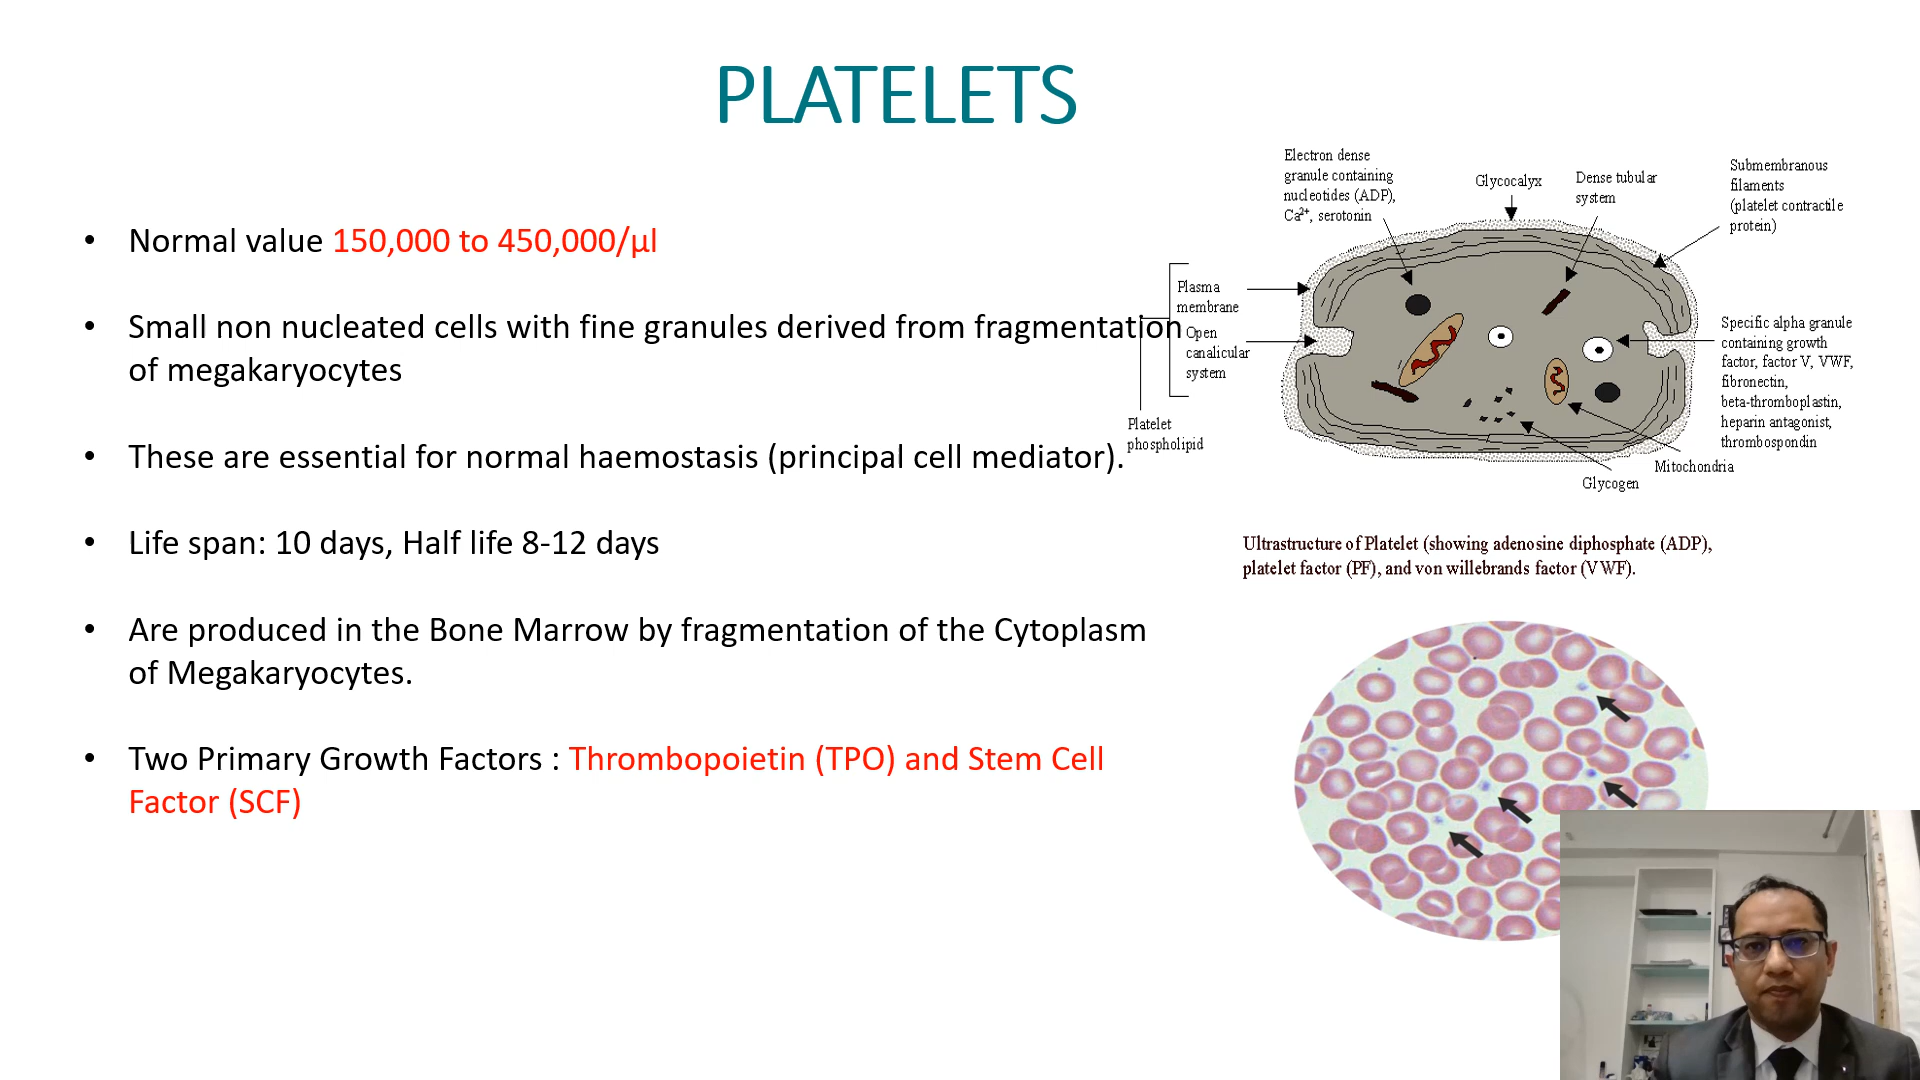 PLATELETS
• Normal value 150,000 to 450,000/µl
• Small non nucleated cells with fine granules derived from fragmentation
of megakaryocytes
• These are essential for normal haemostasis (principal cell mediator).
• Life span: 10 days, Half life 8-12 days
• Are produced in the Bone Marrow by fragmentation of the Cytoplasm
of Megakaryocytes.
• Two Primary Growth Factors : Thrombopoietin (TPO) and Stem Cell
Factor (SCF)
Electron dense
granule containing
nucleotides (ADP),
Ca2+, serotonin
Glycocalyx
Dense tubular
system
Submembranous
filaments
(platelet contractile
protein)
Plasma
membrane
Open
canalicular
system
Platelet
phospholipid
Specific alpha granule
containing growth
factor, factor V, VWF,
fibronectin,
beta-thromboplastin,
heparin antagonist,
thrombospondin
Mitochondria
Glycogen
Ultrastructure of Platelet (showing adenosine diphosphate (ADP),
platelet factor (PF), and von willebrands factor (VWF).